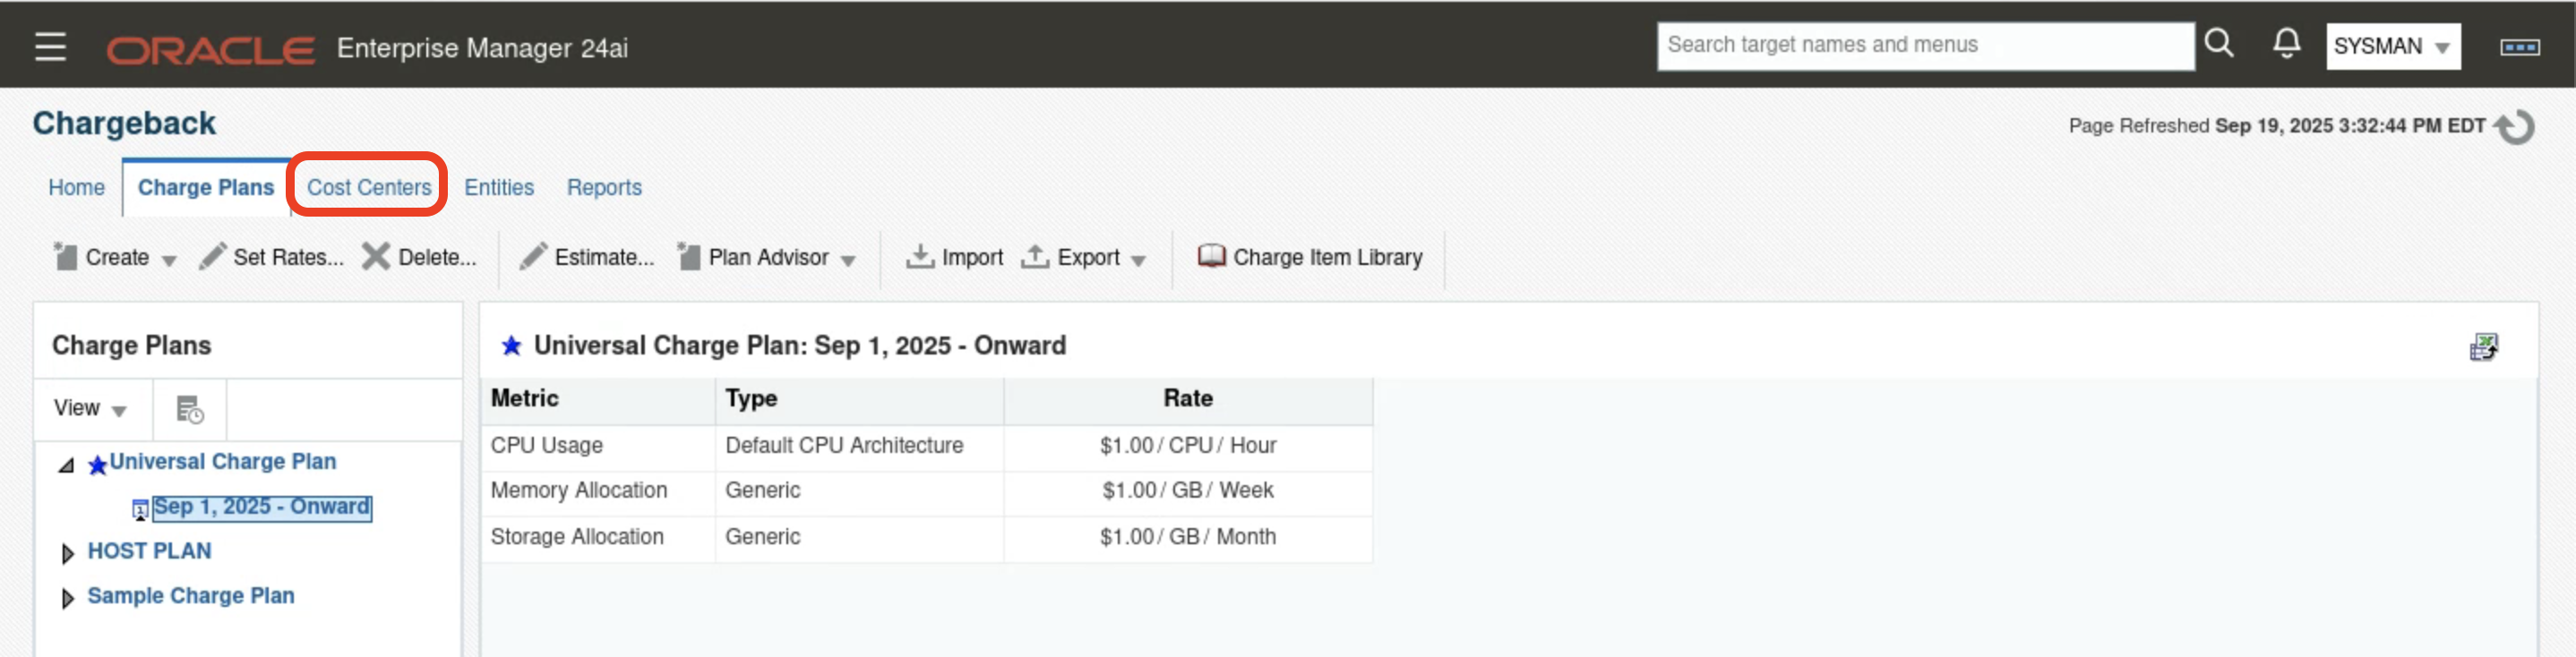 ORACLE Enterprise Manager 24ai
Search target names and menus
SYSMAN
Chargeback
Page Refreshed Sep 19, 2025 3:32:44 PM EDT
Home Charge Plans Cost Centers Entities Reports
Create Set Rates... Delete... Estimate... Plan Advisor Import Export Charge Item Library
Charge Plans
View
Universal Charge Plan
Sep 1, 2025 - Onward
HOST PLAN
Sample Charge Plan
Universal Charge Plan: Sep 1, 2025 - Onward
Metric Type Rate
CPU Usage Default CPU Architecture $1.00 / CPU / Hour
Memory Allocation Generic $1.00 / GB / Week
Storage Allocation Generic $1.00 / GB / Month